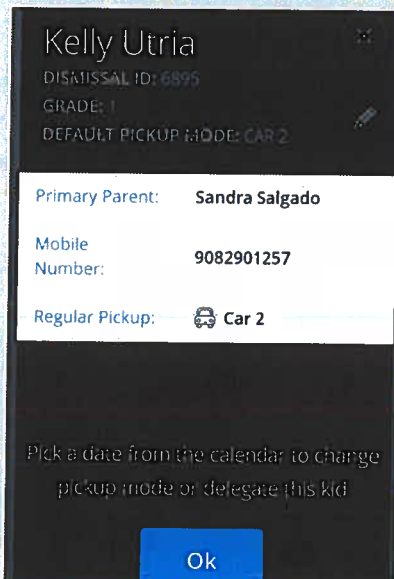 Kelly Utria
DISMISSAL ID: 6895
GRADE: 1
DEFAULT PICKUP MODE: CAR 2
Primary Parent: Sandra Salgado
Mobile
Number: 9082901257
Regular Pickup: Car 2
Pick a date from the calendar to change
pickup mode or delegate this kid
Ok